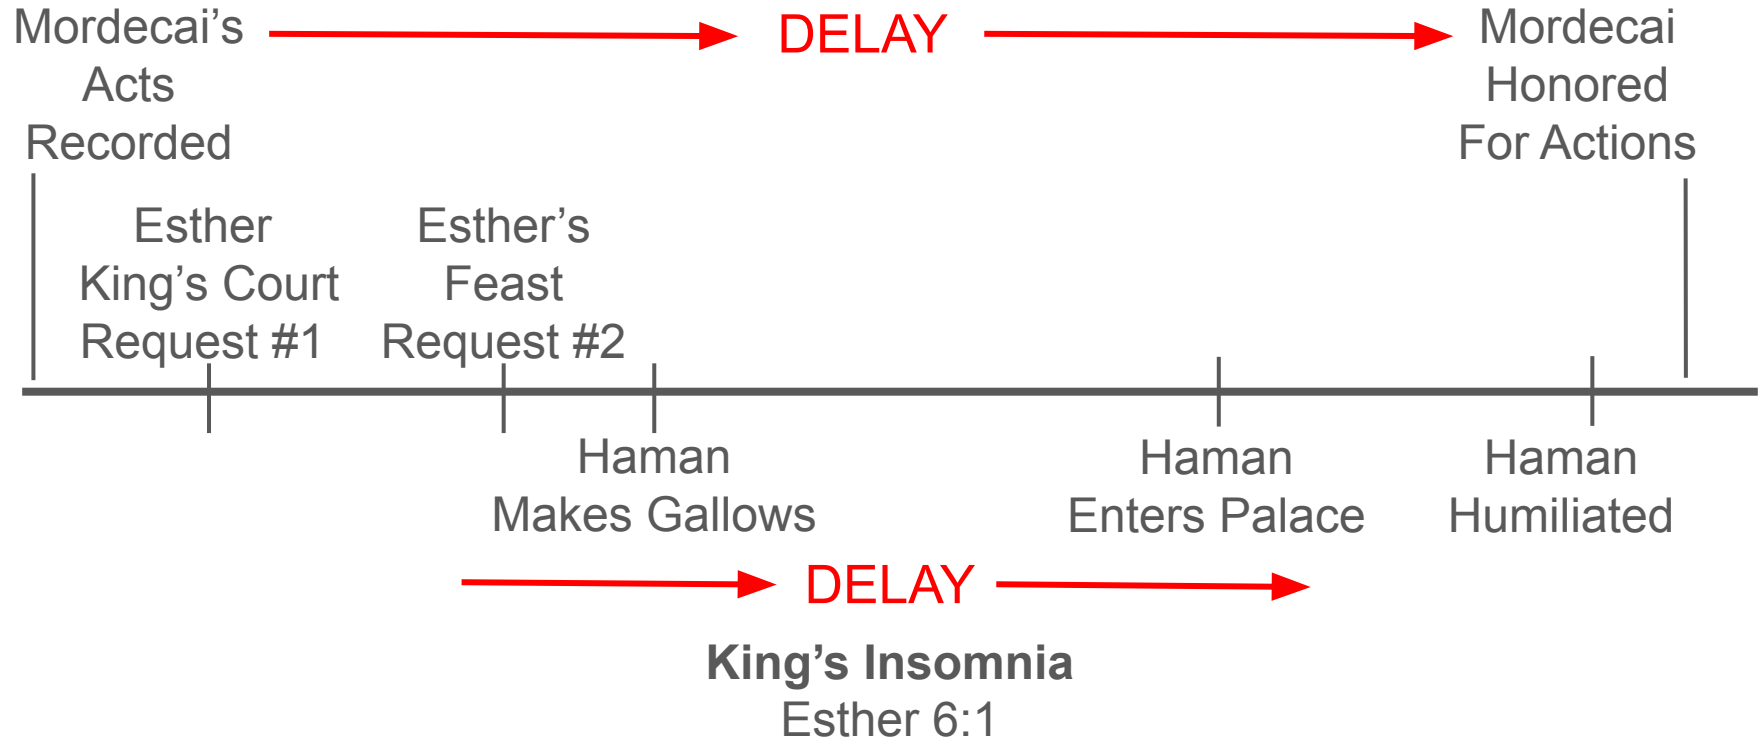 Mordecai’s
Acts
Recorded
DELAY
Mordecai
Honored
For Actions
Esther
King’s Court
Request #1
Esther’s
Feast
Request #2
Haman
Makes Gallows
Haman
Enters Palace
Haman
Humiliated
DELAY
King’s Insomnia
Esther 6:1